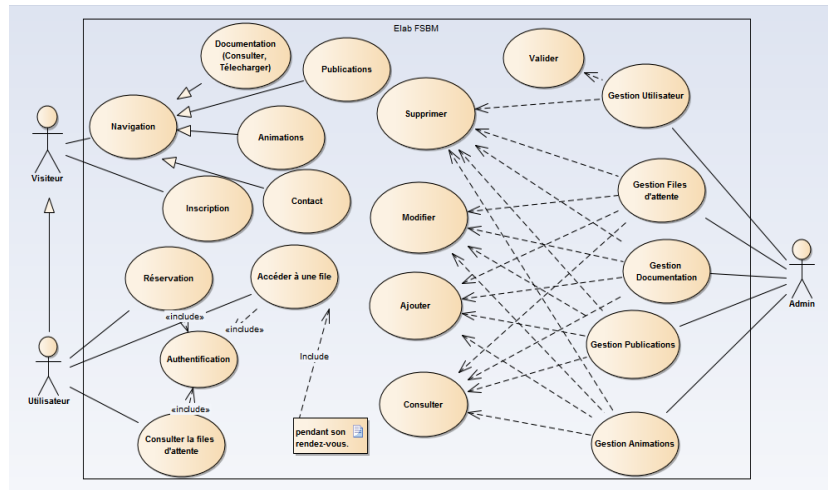 Elab FSBM
Documentation
(Consulter,
Télecharger)
Publications
Valider
Gestion Utilisateur
Supprimer
Navigation
Animations
Visiteur
Gestion Files
d'attente
Inscription
Contact
Modifier
Réservation
Accéder à une file
Gestion
Documentation
Admin
Ajouter
«include»
«include»
Authentification
Include
Gestion Publications
Utilisateur
Consulter
«include»
pendant son
rendez-vous.
Consulter la files
d'attente
Gestion Animations